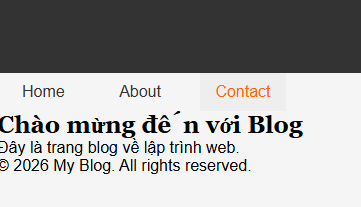 Home About Contact
Chào mừng đến với Blog
Đây là trang blog về lập trình web.
© 2026 My Blog. All rights reserved.